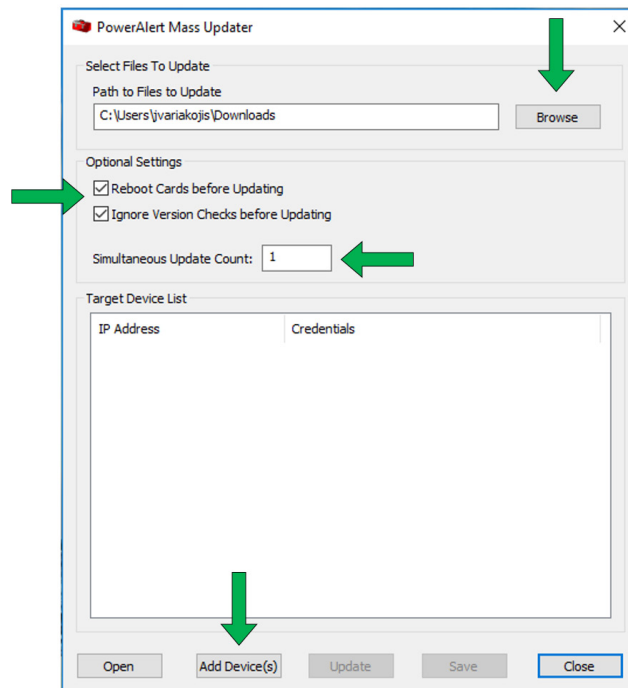 PowerAlert Mass Updater
Select Files To Update
Path to Files to Update
C:\Users\jvariakojis\Downloads
Browse
Optional Settings
Reboot Cards before Updating
Ignore Version Checks before Updating
Simultaneous Update Count: 1
Target Device List
IP Address Credentials
Open Add Device(s) Update Save Close